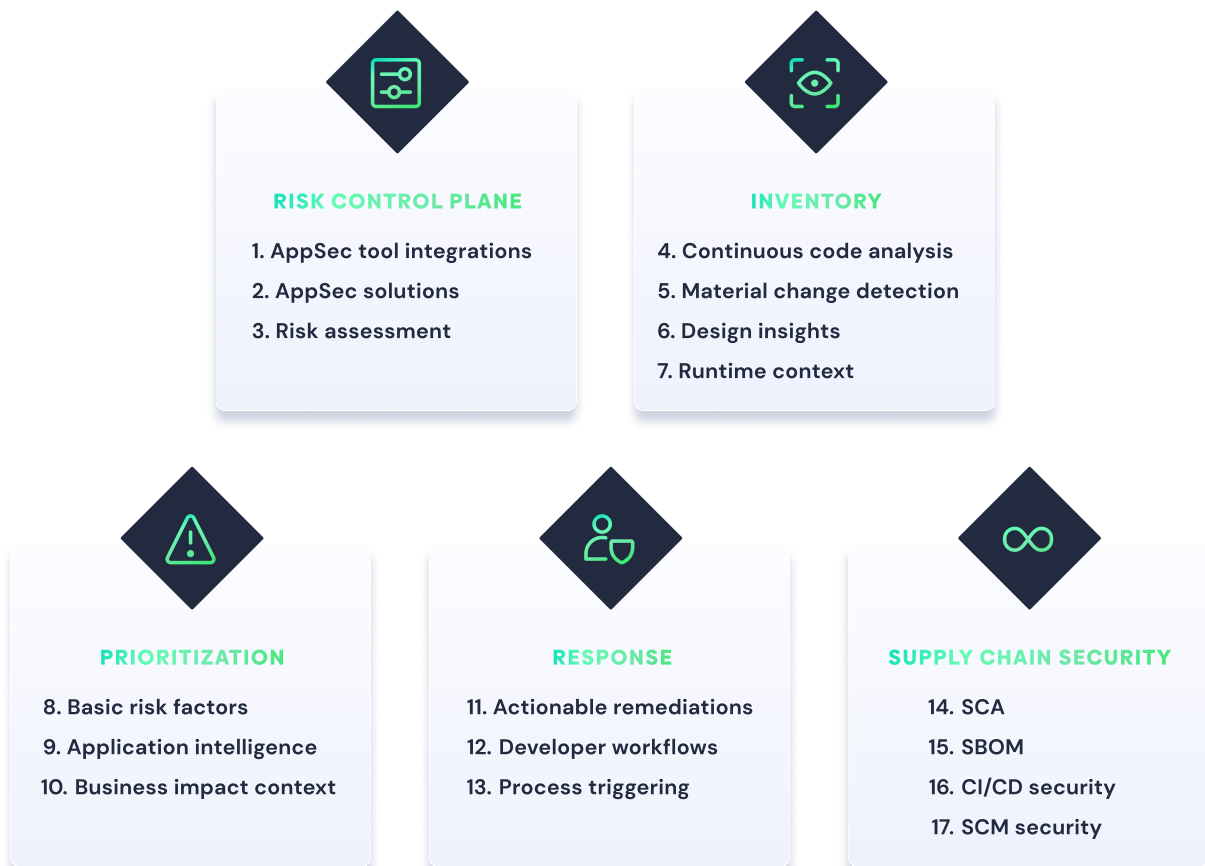 RISK CONTROL PLANE
1. AppSec tool integrations
2. AppSec solutions
3. Risk assessment
INVENTORY
4. Continuous code analysis
5. Material change detection
6. Design insights
7. Runtime context
PRIORITIZATION
8. Basic risk factors
9. Application intelligence
10. Business impact context
RESPONSE
11. Actionable remediations
12. Developer workflows
13. Process triggering
SUPPLY CHAIN SECURITY
14. SCA
15. SBOM
16. CI/CD security
17. SCM security